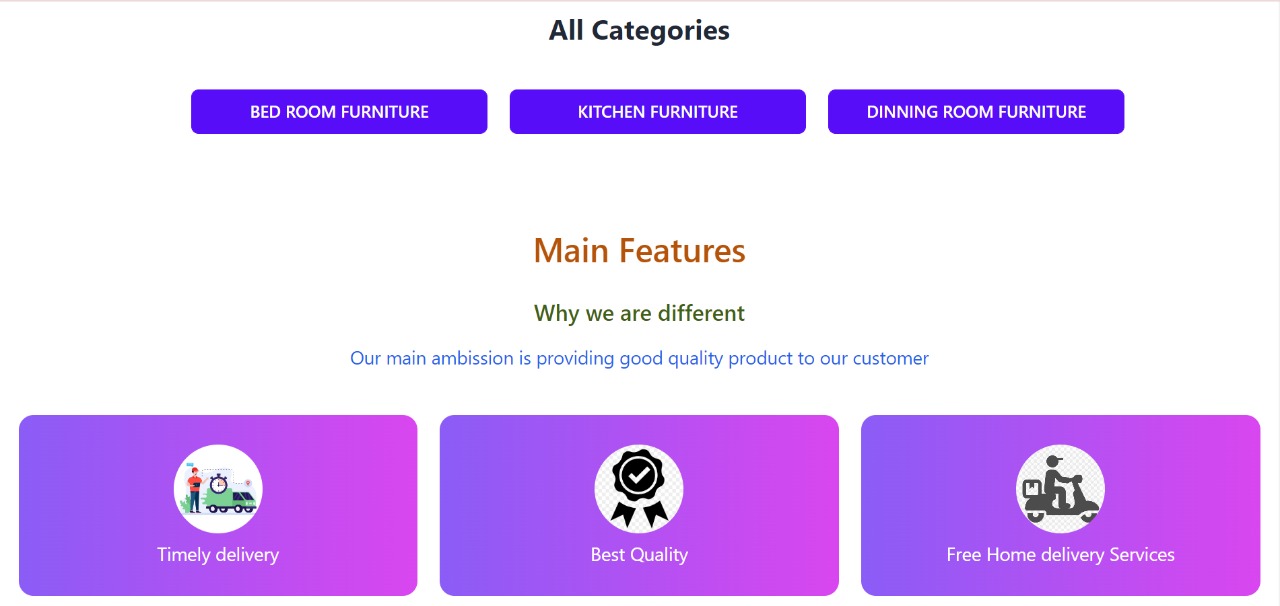 All Categories
BED ROOM FURNITURE
KITCHEN FURNITURE
DINNING ROOM FURNITURE
Main Features
Why we are different
Our main ambission is providing good quality product to our customer
Timely delivery
Best Quality
Free Home delivery Services